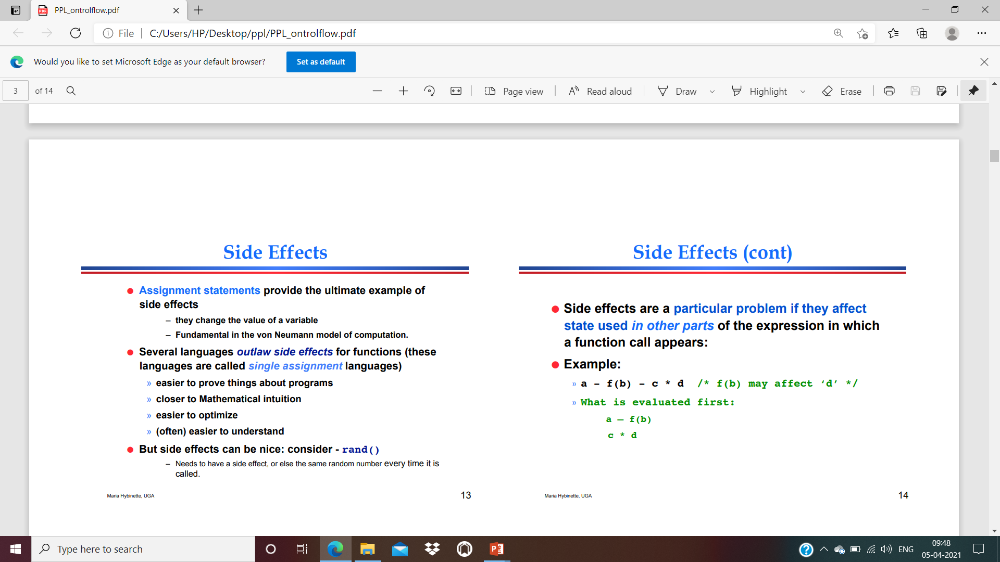 PPL_ontrolflow.pdf
File | C:/Users/HP/Desktop/ppl/PPL_ontrolflow.pdf
Would you like to set Microsoft Edge as your default browser? Set as default
3 of 14 Page view Read aloud Draw Highlight Erase
Side Effects
Assignment statements provide the ultimate example of
side effects
– they change the value of a variable
– Fundamental in the von Neumann model of computation.
Several languages outlaw side effects for functions (these
languages are called single assignment languages)
» easier to prove things about programs
» closer to Mathematical intuition
» easier to optimize
» (often) easier to understand
But side effects can be nice: consider - rand()
– Needs to have a side effect, or else the same random number every time it is
called.
Maria Hybinette, UGA 13
Side Effects (cont)
Side effects are a particular problem if they affect
state used in other parts of the expression in which
a function call appears:
Example:
» a – f(b) – c * d /* f(b) may affect ‘d’ */
» What is evaluated first:
a – f(b)
c * d
Maria Hybinette, UGA 14
Type here to search
ENG
09:48
05-04-2021